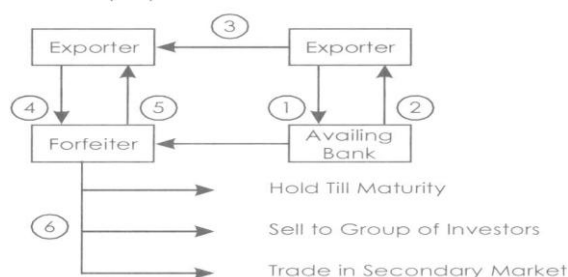 3
Exporter
Exporter
4
5
1
2
Forfeiter
Availing
Bank
Hold Till Maturity
6
Sell to Group of Investors
Trade in Secondary Market